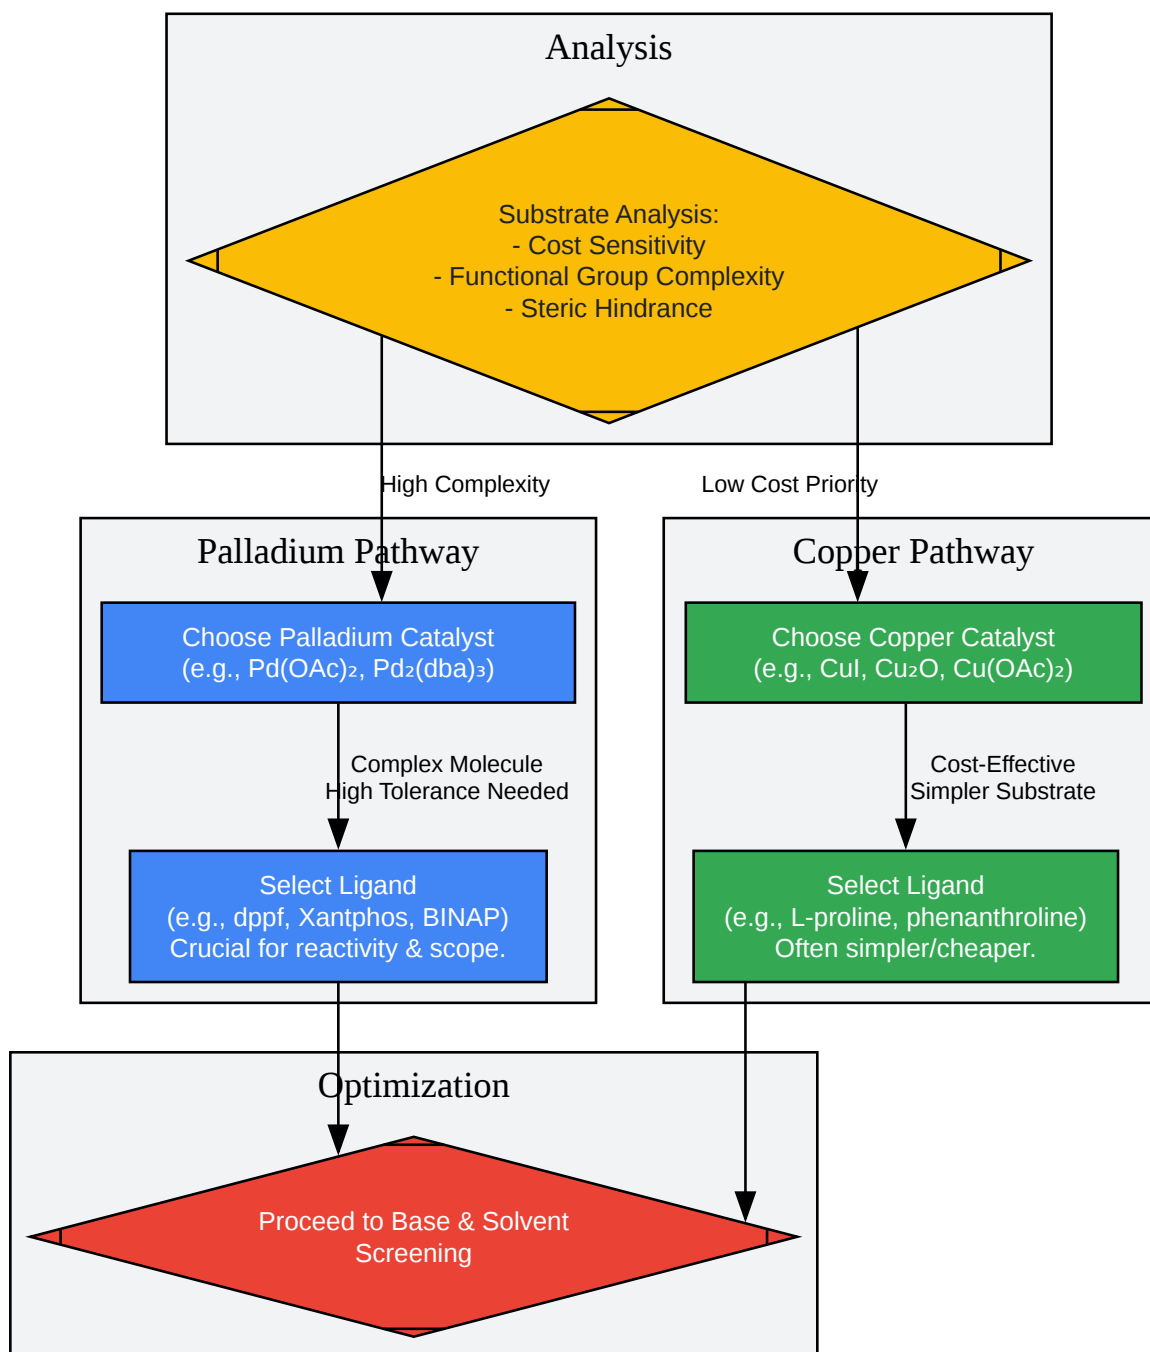 Analysis
Substrate Analysis:
- Cost Sensitivity
- Functional Group Complexity
- Steric Hindrance
High Complexity
Low Cost Priority
Palladium Pathway
Choose Palladium Catalyst
(e.g., Pd(OAc)₂, Pd₂(dba)₃)
Complex Molecule
High Tolerance Needed
Select Ligand
(e.g., dppf, Xantphos, BINAP)
Crucial for reactivity & scope.
Copper Pathway
Choose Copper Catalyst
(e.g., CuI, Cu₂O, Cu(OAc)₂)
Cost-Effective
Simpler Substrate
Select Ligand
(e.g., L-proline, phenanthroline)
Often simpler/cheaper.
Optimization
Proceed to Base & Solvent
Screening